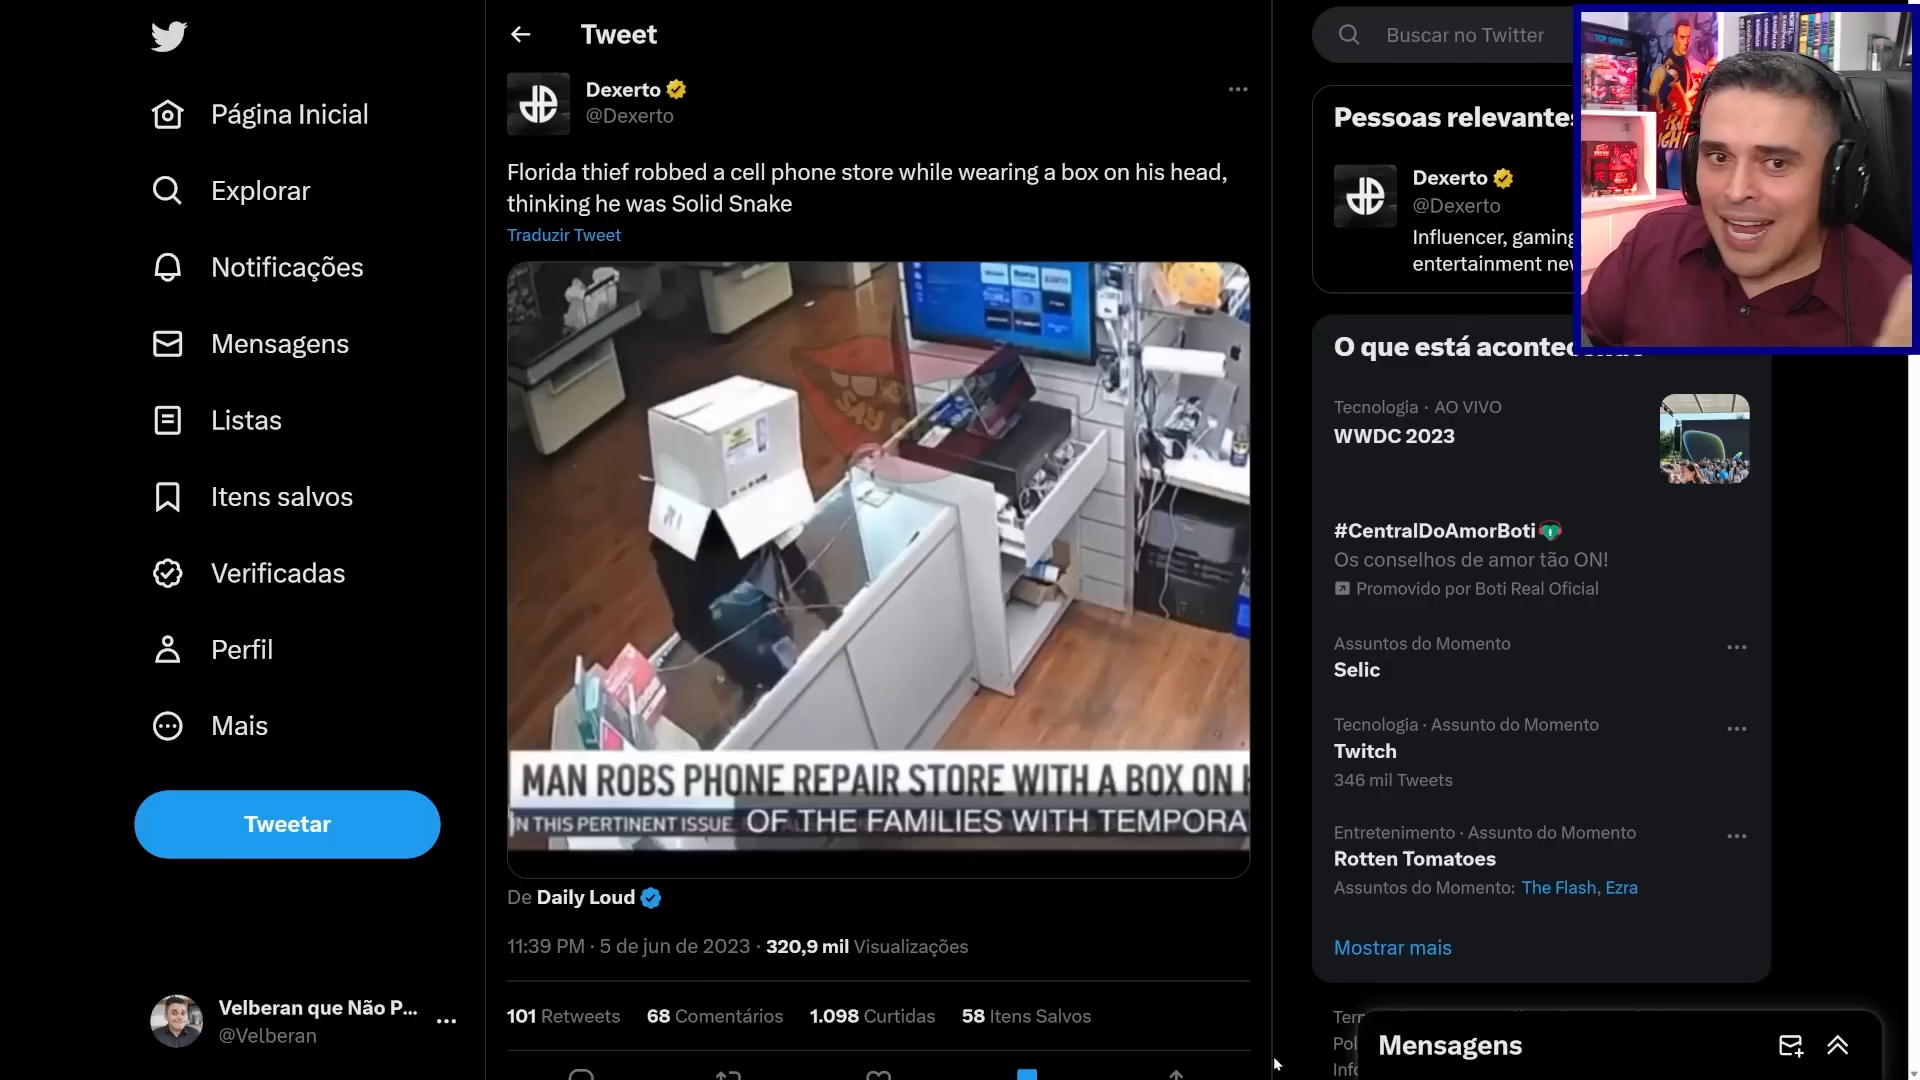 Página Inicial
Explorar
Notificações
Mensagens
Listas
Itens salvos
Verificadas
Perfil
Mais
Tweetar
Velberan que Não P...
@Velberan
Tweet
Dexerto
@Dexerto
Florida thief robbed a cell phone store while wearing a box on his head,
thinking he was Solid Snake
Traduzir Tweet
SAY
MAN ROBS PHONE REPAIR STORE WITH A BOX ON
IN THIS PERTINENT ISSUE
OF THE FAMILIES WITH TEMPORA
De Daily Loud
11:39 PM · 5 de jun de 2023 · 320,9 mil Visualizações
101 Retweets 68 Comentários 1.098 Curtidas 58 Itens Salvos
Buscar no Twitter
Pessoas relevantes
Dexerto
@Dexerto
Influencer, gaming
entertainment
O que está
Tecnologia · AO VIVO
WWDC 2023
#CentralDoAmorBoti
Os conselhos de amor tão ON!
Promovido por Boti Real Oficial
Assuntos do Momento
Selic
Tecnologia · Assunto do Momento
Twitch
346 mil Tweets
Entretenimento · Assunto do Momento
Rotten Tomatoes
Assuntos do Momento: The Flash, Ezra
Mostrar mais
Mensagens
TOP GAME